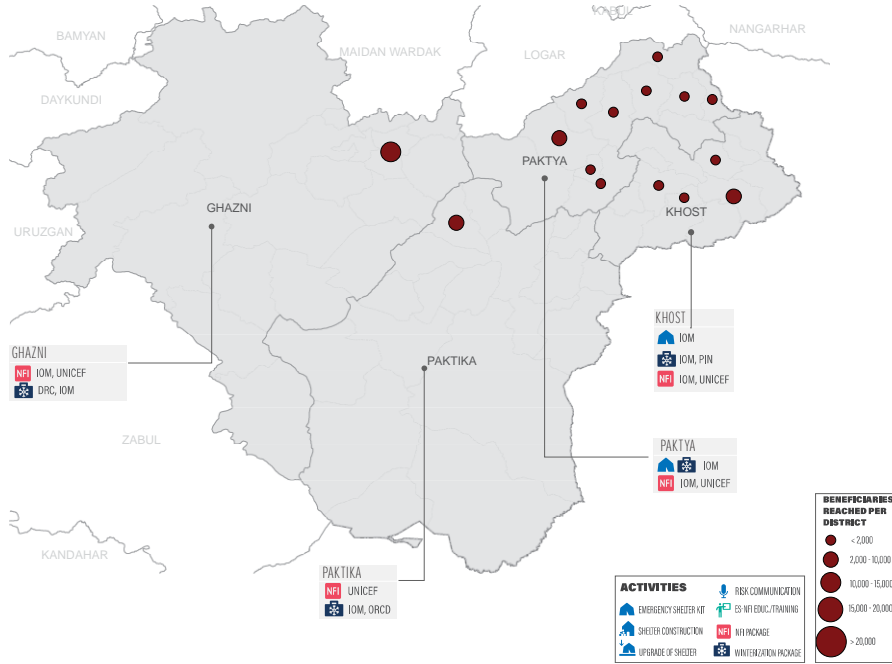 KABUL
NANGARHAR
BAMYAN
MAIDAN WARDAK
LOGAR
DAYKUNDI
PAKTYA
GHAZNI
KHOST
URUZGAN
KHOST
IOM
IOM, PIN
NFI IOM, UNICEF
GHAZNI
NFI IOM, UNICEF
DRC, IOM
PAKTIKA
ZABUL
PAKTYA
IOM
NFI IOM, UNICEF
KANDAHAR
PAKTIKA
NFI UNICEF
IOM, ORCD
ACTIVITIES
EMERGENCY SHELTER KIT
SHELTER CONSTRUCTION
UPGRADE OF SHELTER
RISK COMMUNICATION
ES-NFI EDUC./TRAINING
NFI NFI PACKAGE
WINTERIZATION PACKAGE
BENEFICIARIES
REACHED PER
DISTRICT
< 2,000
2,000 - 10,000
10,000 - 15,000
15,000 - 20,000
> 20,000